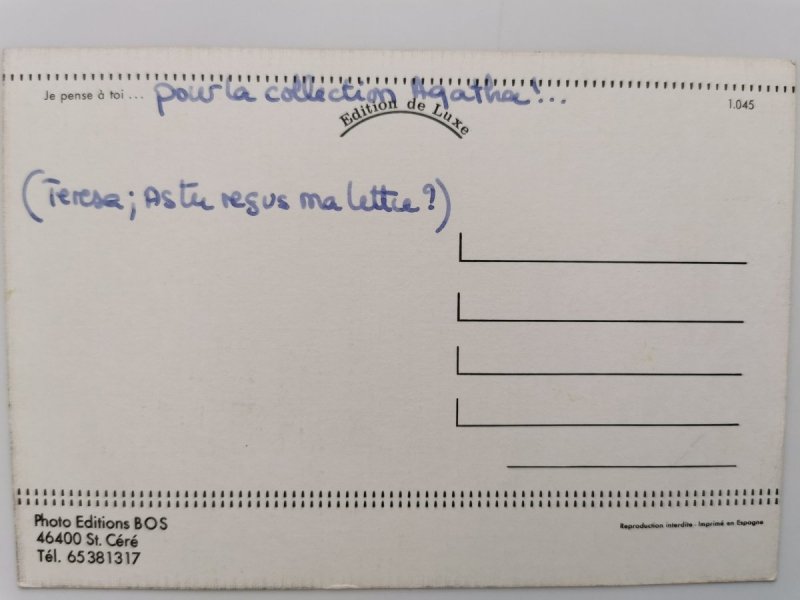 Je pense à toi ... pour la collection Agatha!...
1.045
Edition de Luxe
(Teresa; As tu reçus ma lettre?)
Photo Editions BOS
46400 St. Céré
Tél. 65381317
Reproduction interdite - Imprimé en Espagne